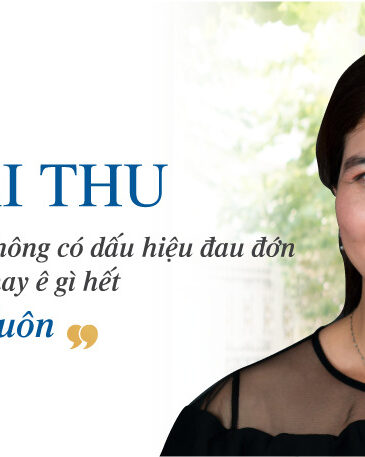 I THU
hông có dấu hiệu đau đớn
ay ê gì hết
uôn ”